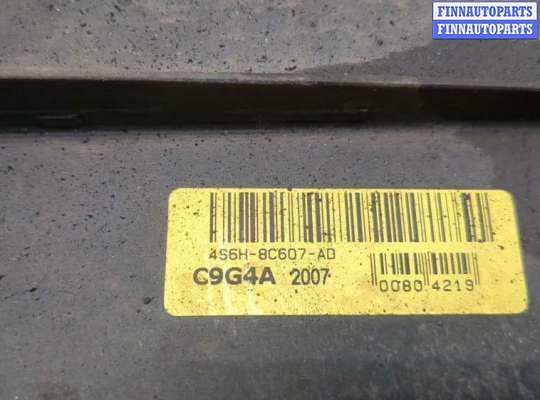 FINNAUTOPARTS
FINNAUTOPARTS
4S6H-8C607-AD
C9G4A 2007
0080 4219